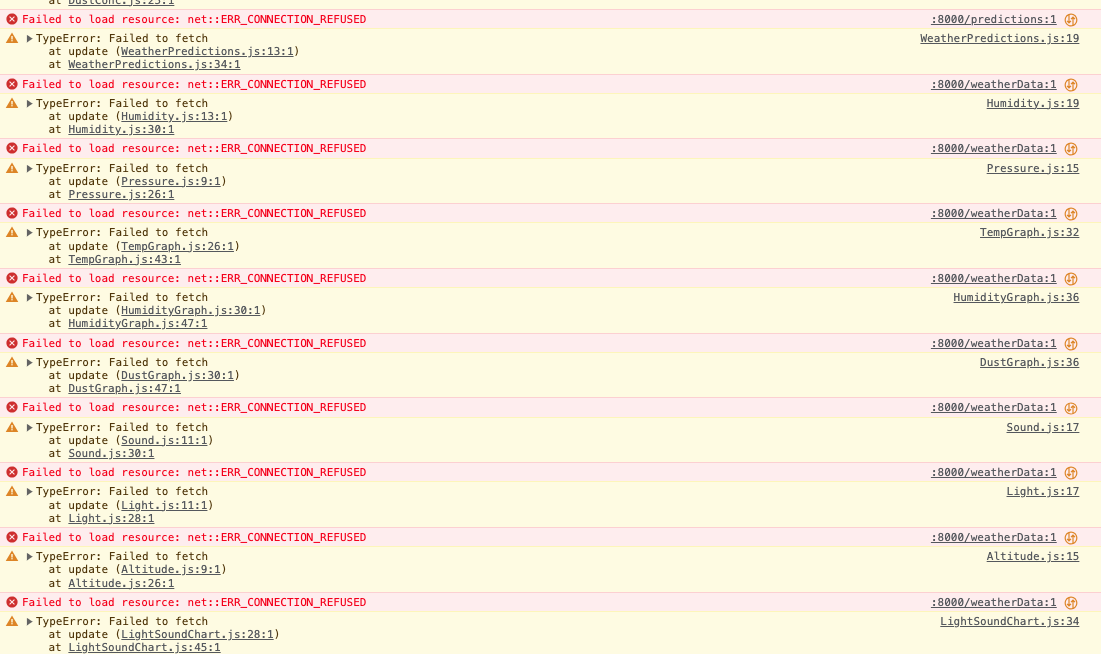 at DustConc.js:25:1
Failed to load resource: net::ERR_CONNECTION_REFUSED :8000/predictions:1
TypeError: Failed to fetch WeatherPredictions.js:19
at update (WeatherPredictions.js:13:1)
at WeatherPredictions.js:34:1
Failed to load resource: net::ERR_CONNECTION_REFUSED :8000/weatherData:1
TypeError: Failed to fetch Humidity.js:19
at update (Humidity.js:13:1)
at Humidity.js:30:1
Failed to load resource: net::ERR_CONNECTION_REFUSED :8000/weatherData:1
TypeError: Failed to fetch Pressure.js:15
at update (Pressure.js:9:1)
at Pressure.js:26:1
Failed to load resource: net::ERR_CONNECTION_REFUSED :8000/weatherData:1
TypeError: Failed to fetch TempGraph.js:32
at update (TempGraph.js:26:1)
at TempGraph.js:43:1
Failed to load resource: net::ERR_CONNECTION_REFUSED :8000/weatherData:1
TypeError: Failed to fetch HumidityGraph.js:36
at update (HumidityGraph.js:30:1)
at HumidityGraph.js:47:1
Failed to load resource: net::ERR_CONNECTION_REFUSED :8000/weatherData:1
TypeError: Failed to fetch DustGraph.js:36
at update (DustGraph.js:30:1)
at DustGraph.js:47:1
Failed to load resource: net::ERR_CONNECTION_REFUSED :8000/weatherData:1
TypeError: Failed to fetch Sound.js:17
at update (Sound.js:11:1)
at Sound.js:30:1
Failed to load resource: net::ERR_CONNECTION_REFUSED :8000/weatherData:1
TypeError: Failed to fetch Light.js:17
at update (Light.js:11:1)
at Light.js:28:1
Failed to load resource: net::ERR_CONNECTION_REFUSED :8000/weatherData:1
TypeError: Failed to fetch Altitude.js:15
at update (Altitude.js:9:1)
at Altitude.js:26:1
Failed to load resource: net::ERR_CONNECTION_REFUSED :8000/weatherData:1
TypeError: Failed to fetch LightSoundChart.js:34
at update (LightSoundChart.js:28:1)
at LightSoundChart.js:45:1